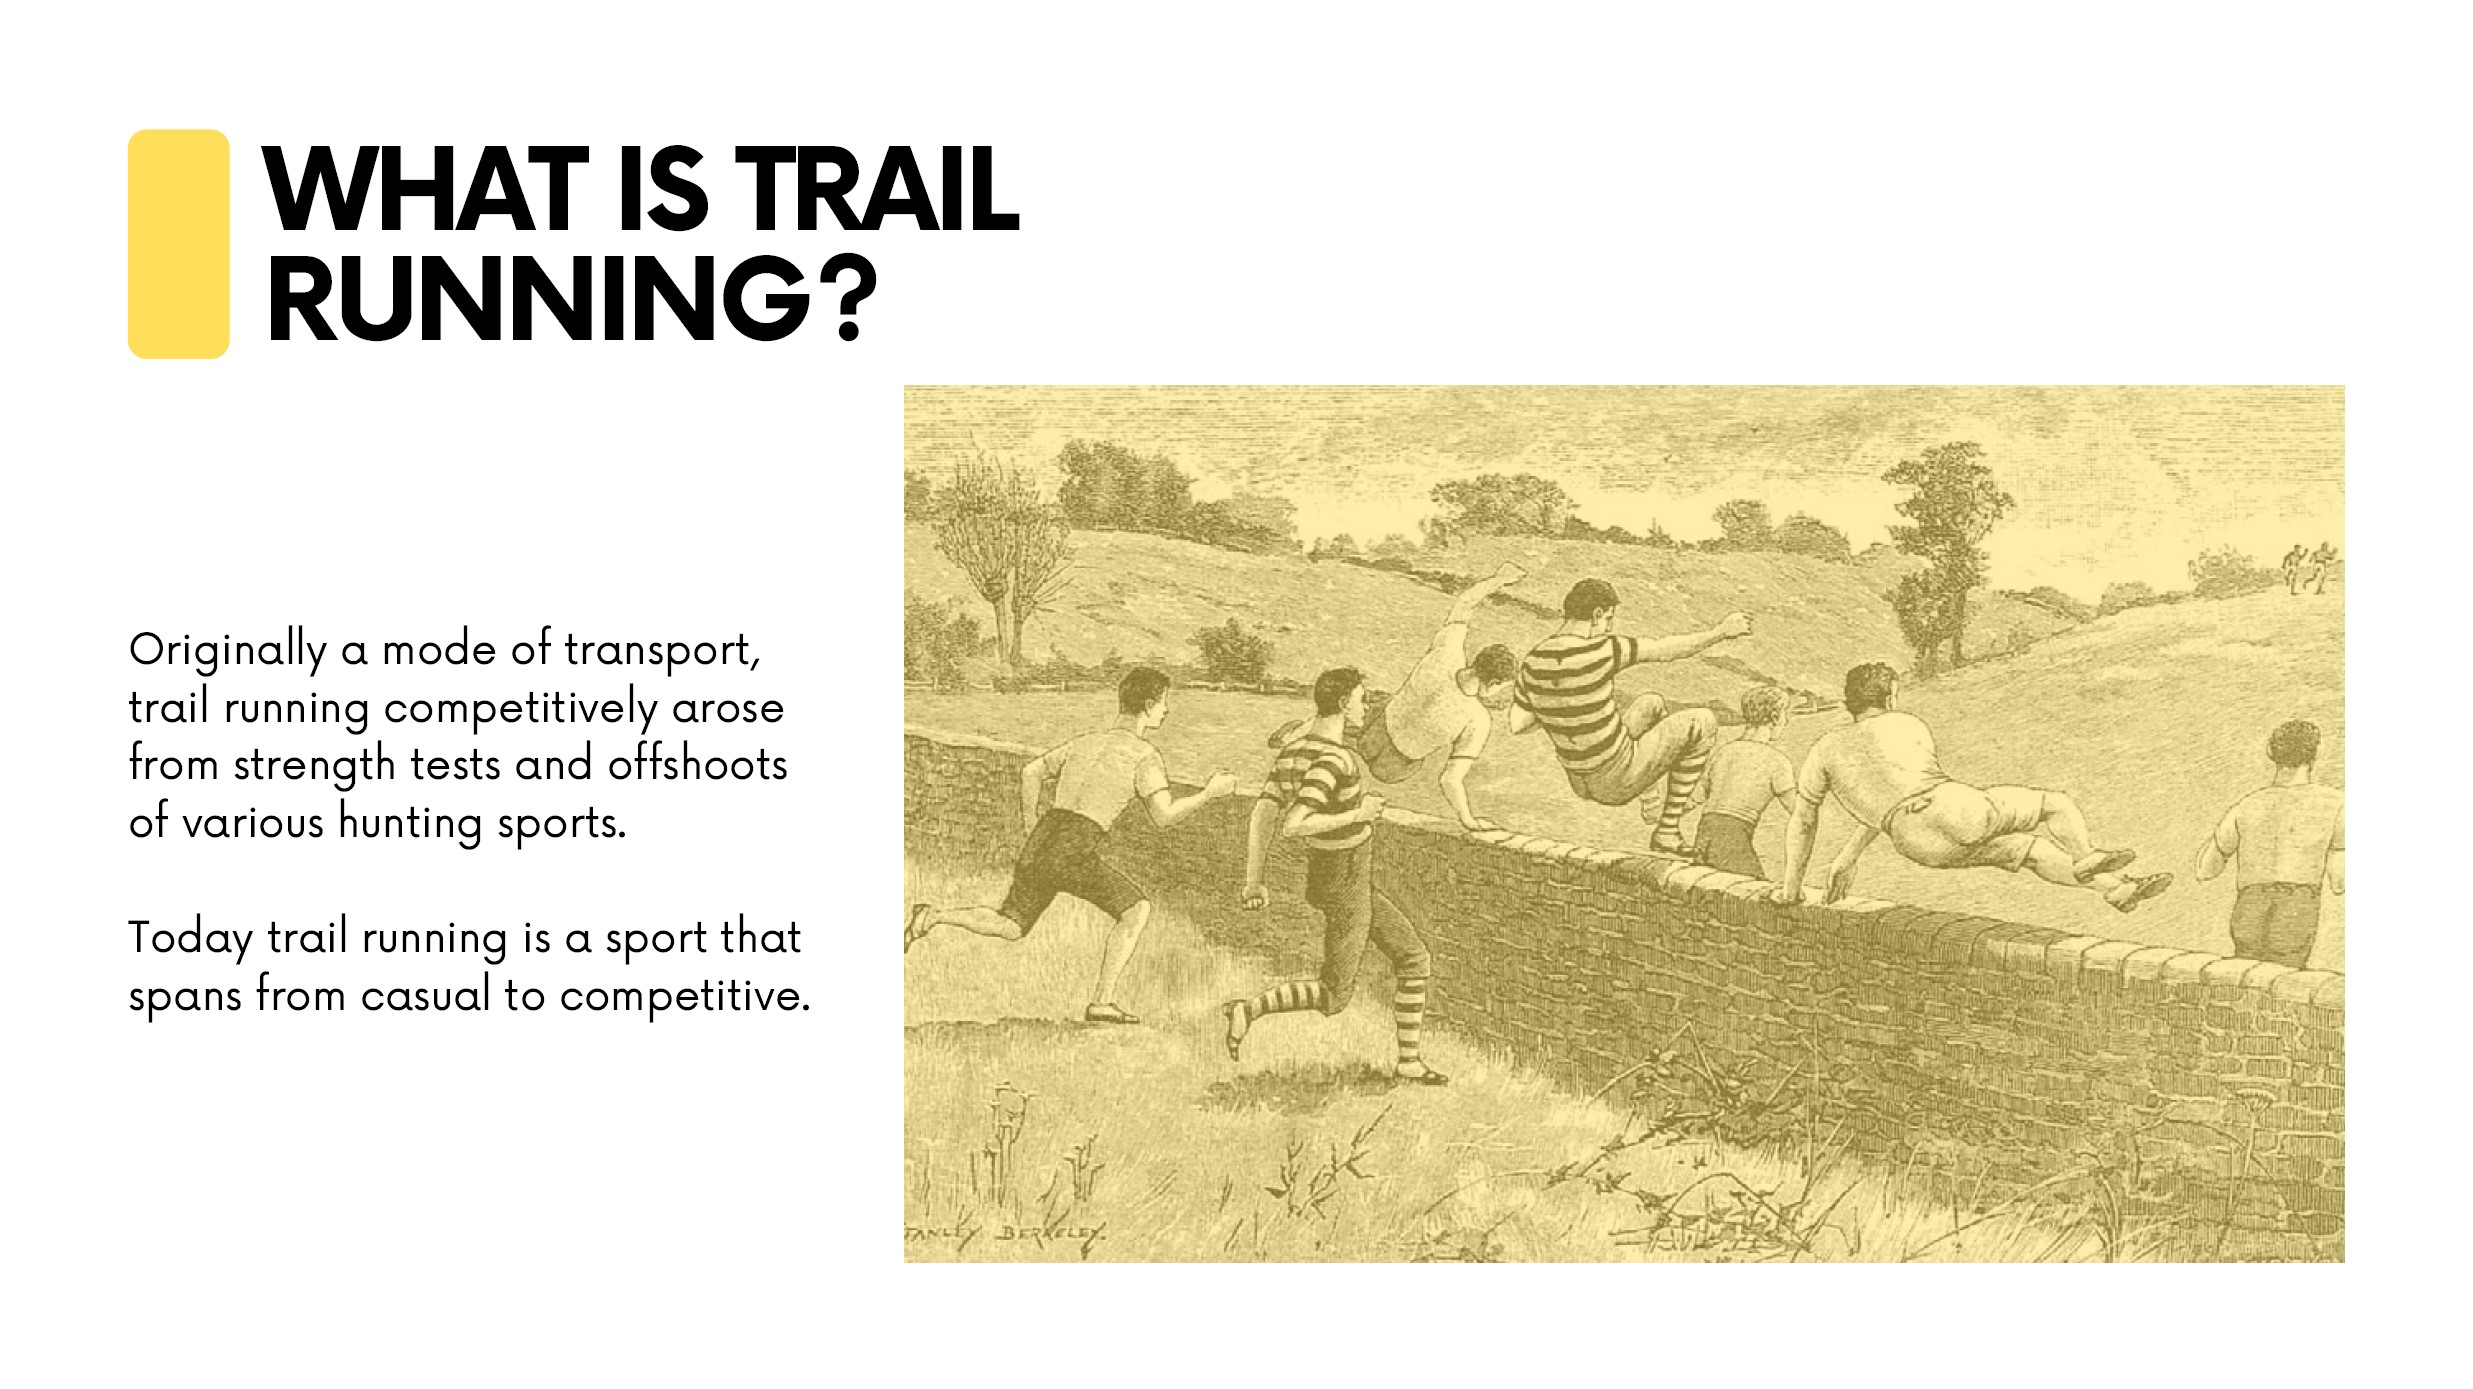 WHAT IS TRAIL
RUNNING?
Originally a mode of transport,
trail running competitively arose
from strength tests and offshoots
of various hunting sports.
Today trail running is a sport that
spans from casual to competitive.
TANLEY BERKELEY.